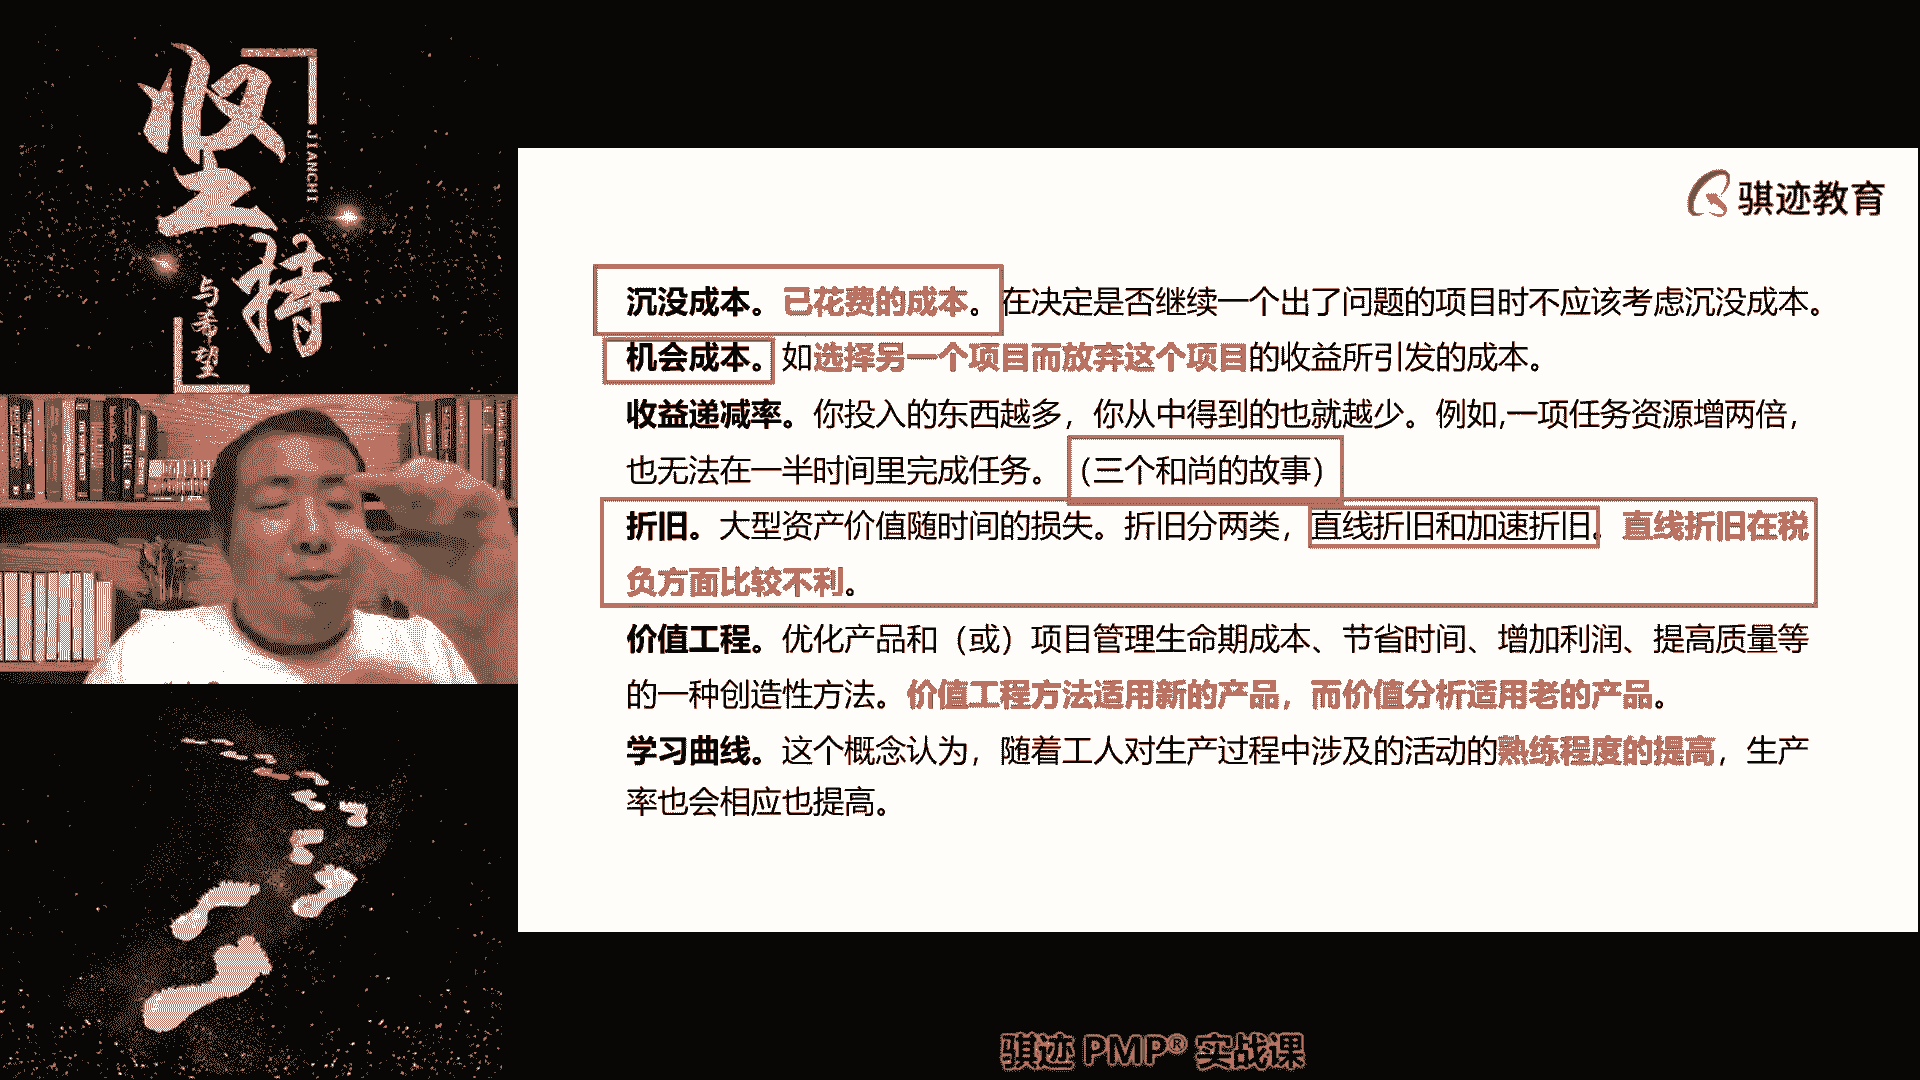 坚持
JIANCHI
与希望
骐迹教育
沉没成本。已花费的成本。在决定是否继续一个出了问题的项目时不应该考虑沉没成本。
机会成本。如选择另一个项目而放弃这个项目的收益所引发的成本。
收益递减率。你投入的东西越多，你从中得到的也就越少。例如,一项任务资源增两倍，
也无法在一半时间里完成任务。（三个和尚的故事）
折旧。大型资产价值随时间的损失。折旧分两类，直线折旧和加速折旧。直线折旧在税
负方面比较不利。
价值工程。优化产品和（或）项目管理生命期成本、节省时间、增加利润、提高质量等
的一种创造性方法。价值工程方法适用新的产品，而价值分析适用老的产品。
学习曲线。这个概念认为，随着工人对生产过程中涉及的活动的熟练程度的提高，生产
率也会相应也提高。
骐迹 PMP® 实战课